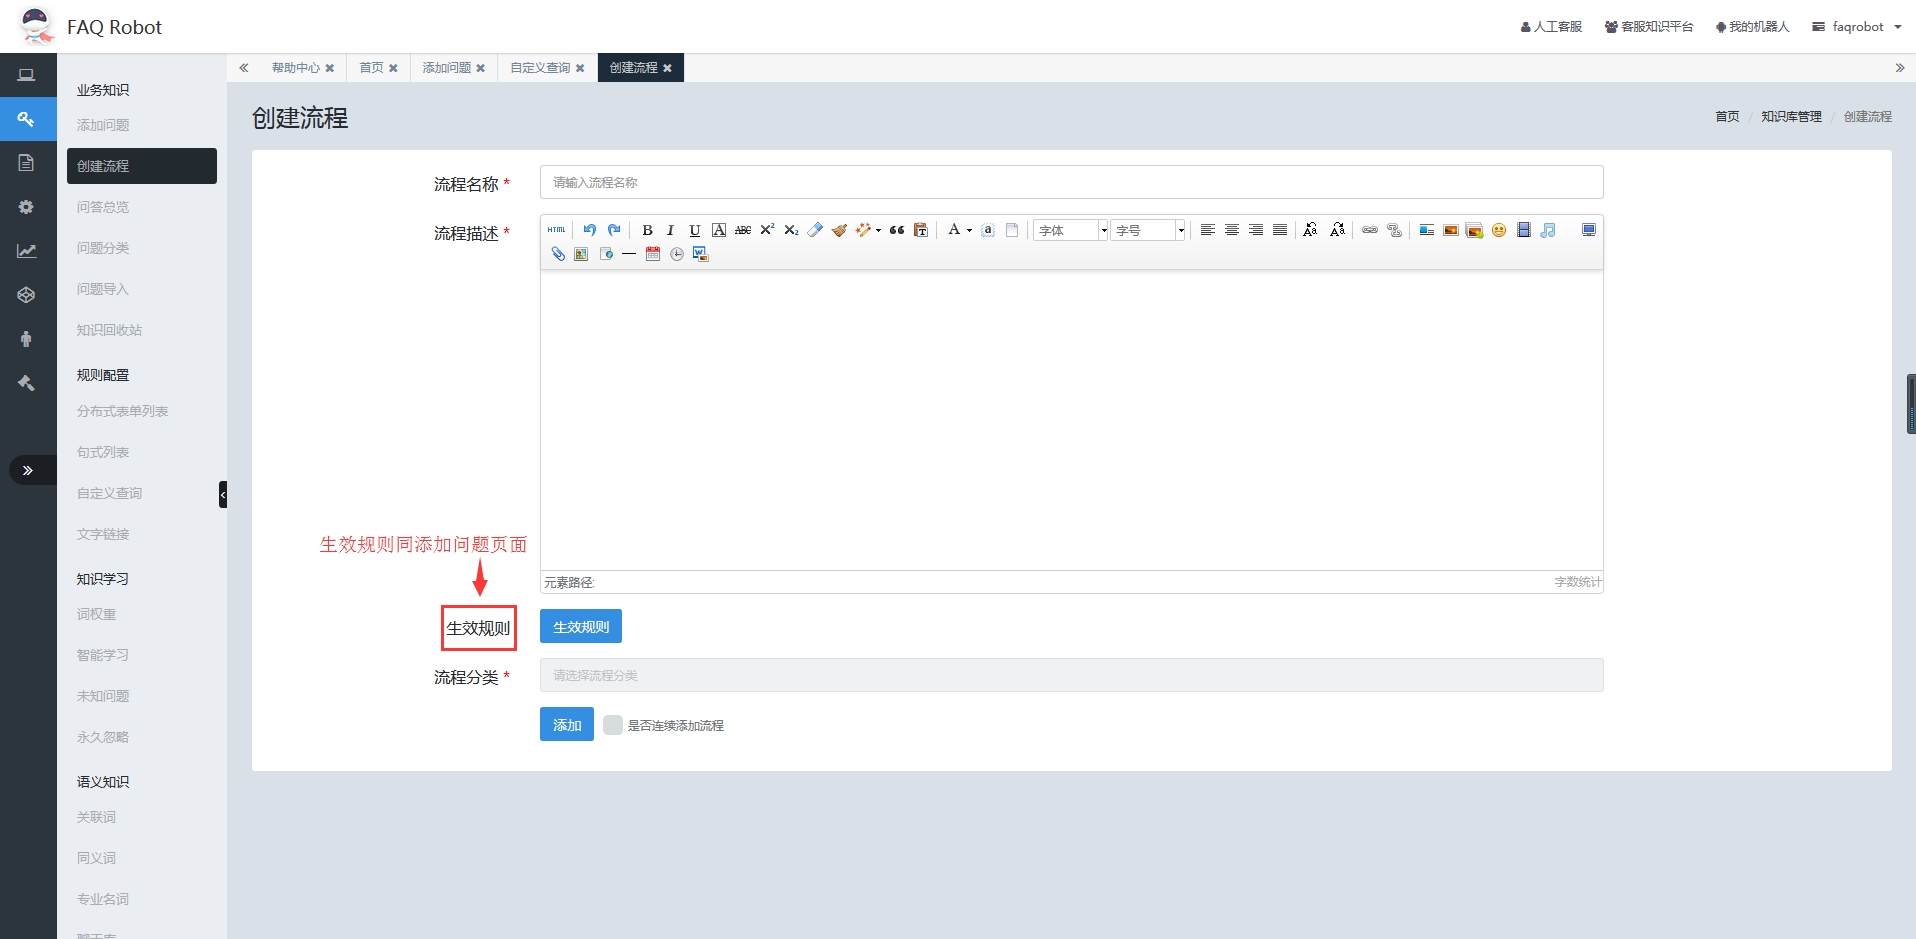 FAQ Robot
人工客服 客服知识平台 我的机器人 faqrobot
帮助中心 首页 添加问题 自定义查询 创建流程
业务知识
添加问题
创建流程
问答总览
问题分类
问题导入
知识回收站
规则配置
分布式表单列表
句式列表
自定义查询
文字链接
知识学习
词权重
智能学习
未知问题
永久忽略
语义知识
关联词
同义词
专业名词
创建流程
首页 / 知识库管理 / 创建流程
流程名称 *
请输入流程名称
流程描述 *
HTML B I U A ABC X² X₂ A a 字体 字号
元素路径:
字数统计
生效规则同添加问题页面
生效规则
生效规则
流程分类 *
请选择流程分类
添加 是否连续添加流程